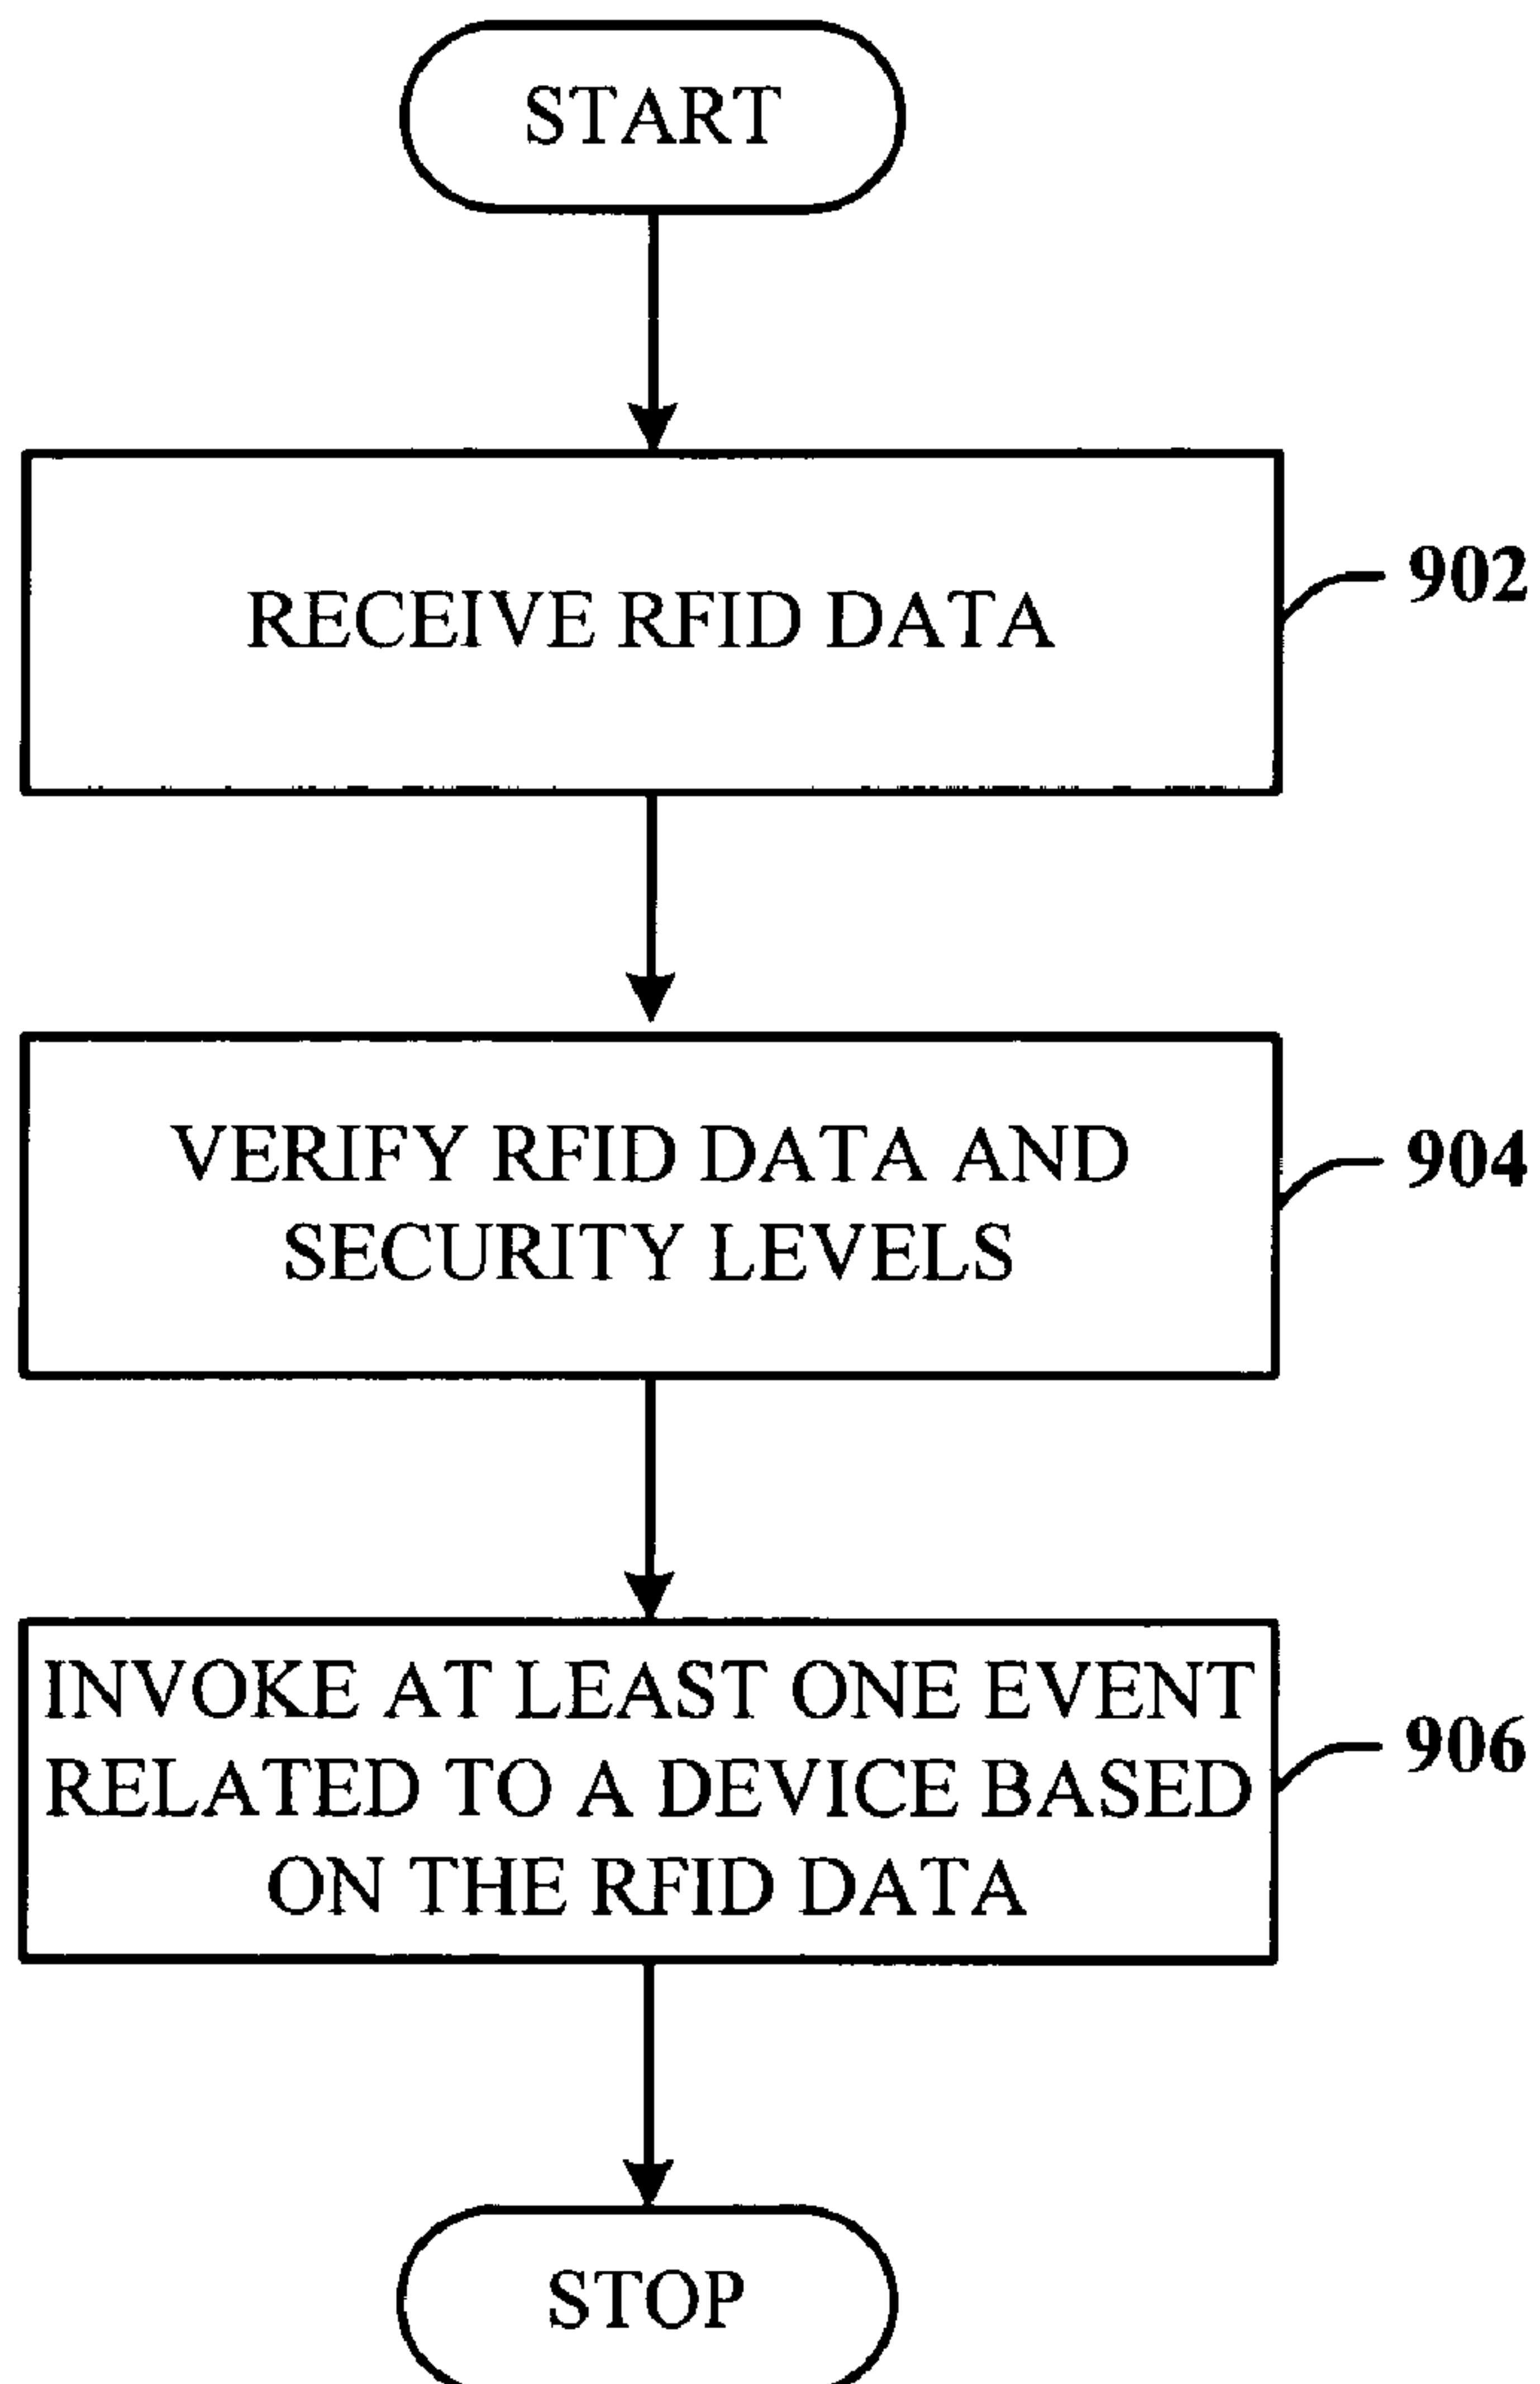 START
RECEIVE RFID DATA
902
VERIFY RFID DATA AND
SECURITY LEVELS
904
INVOKE AT LEAST ONE EVENT
RELATED TO A DEVICE BASED
ON THE RFID DATA
906
STOP